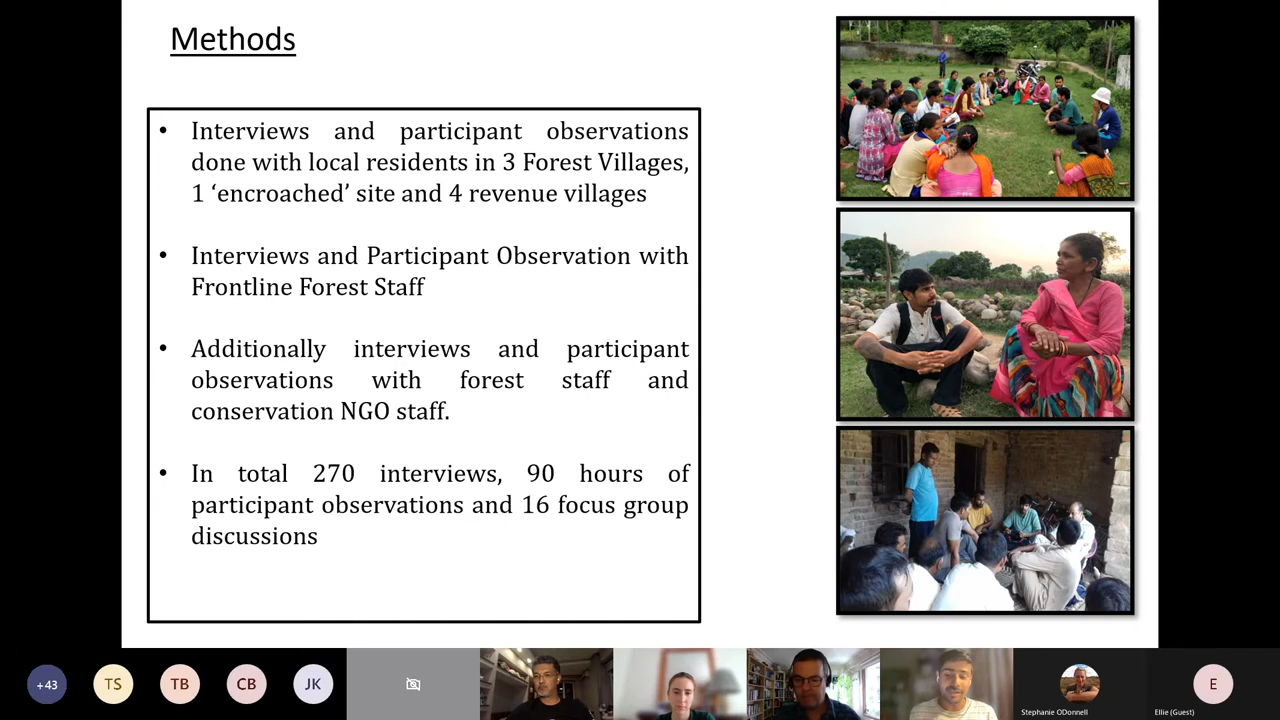 Methods
• Interviews and participant observations
done with local residents in 3 Forest Villages,
1 ‘encroached’ site and 4 revenue villages
• Interviews and Participant Observation with
Frontline Forest Staff
• Additionally interviews and participant
observations with forest staff and
conservation NGO staff.
• In total 270 interviews, 90 hours of
participant observations and 16 focus group
discussions
+43
TS
TB
CB
JK
E
Stephanie ODonnell
Ellie (Guest)